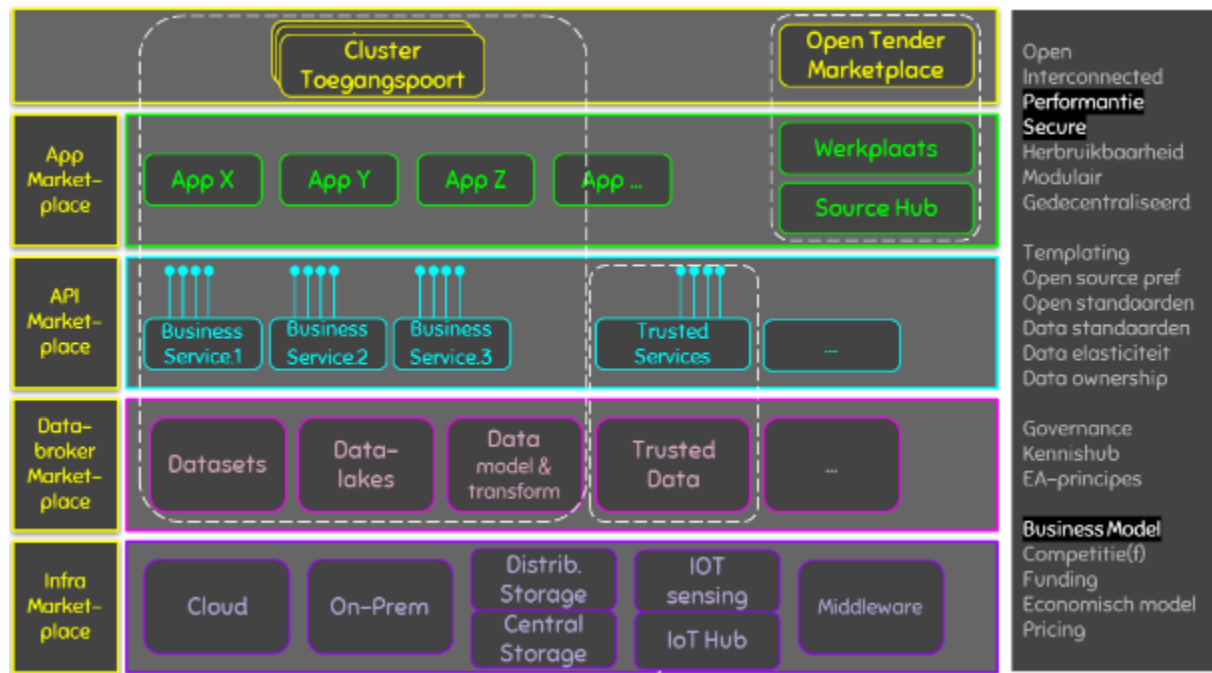 Cluster
Toegangspoort
Open Tender
Marketplace
App
Market-
place
App X
App Y
App Z
App ...
Werkplaats
Source Hub
API
Market-
place
Business
Service.1
Business
Service.2
Business
Service.3
Trusted
Services
...
Data-
broker
Market-
place
Datasets
Data-
lakes
Data
model &
transform
Trusted
Data
...
Infra
Market-
place
Cloud
On-Prem
Distrib.
Storage
Central
Storage
IOT
sensing
IoT Hub
Middleware
Open
Interconnected
Performantie
Secure
Herbruikbaarheid
Modulair
Gedecentraliseerd
Templating
Open source pref
Open standaarden
Data standaarden
Data elasticiteit
Data ownership
Governance
Kennishub
EA-principes
Business Model
Competitie(f)
Funding
Economisch model
Pricing